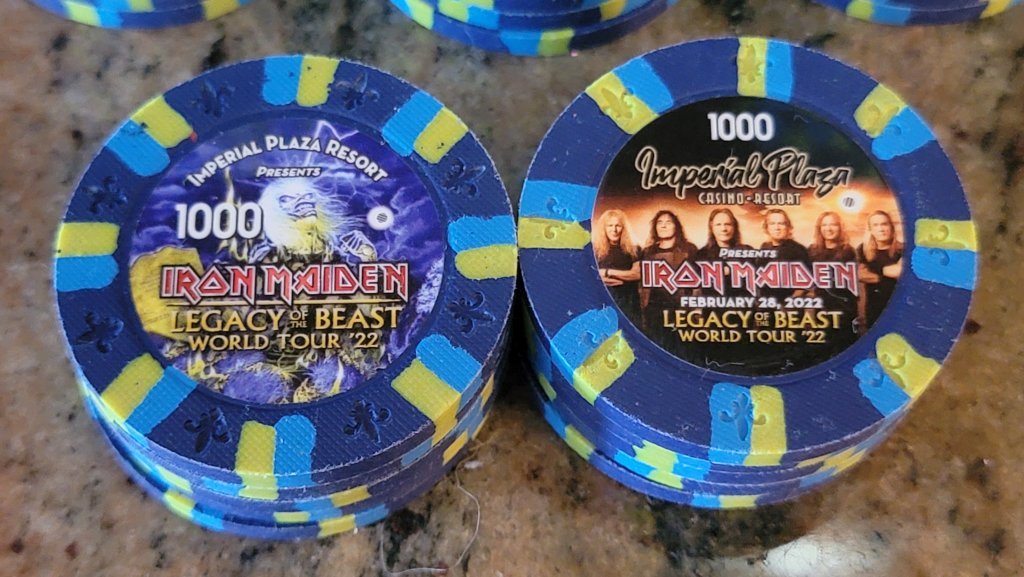 IMPERIAL PLAZA RESORT
PRESENTS
1000
IRON MAIDEN
LEGACY OF THE BEAST
WORLD TOUR '22
1000
Imperial Plaza
CASINO-RESORT
PRESENTS
IRON MAIDEN
FEBRUARY 28, 2022
LEGACY OF THE BEAST
WORLD TOUR '22